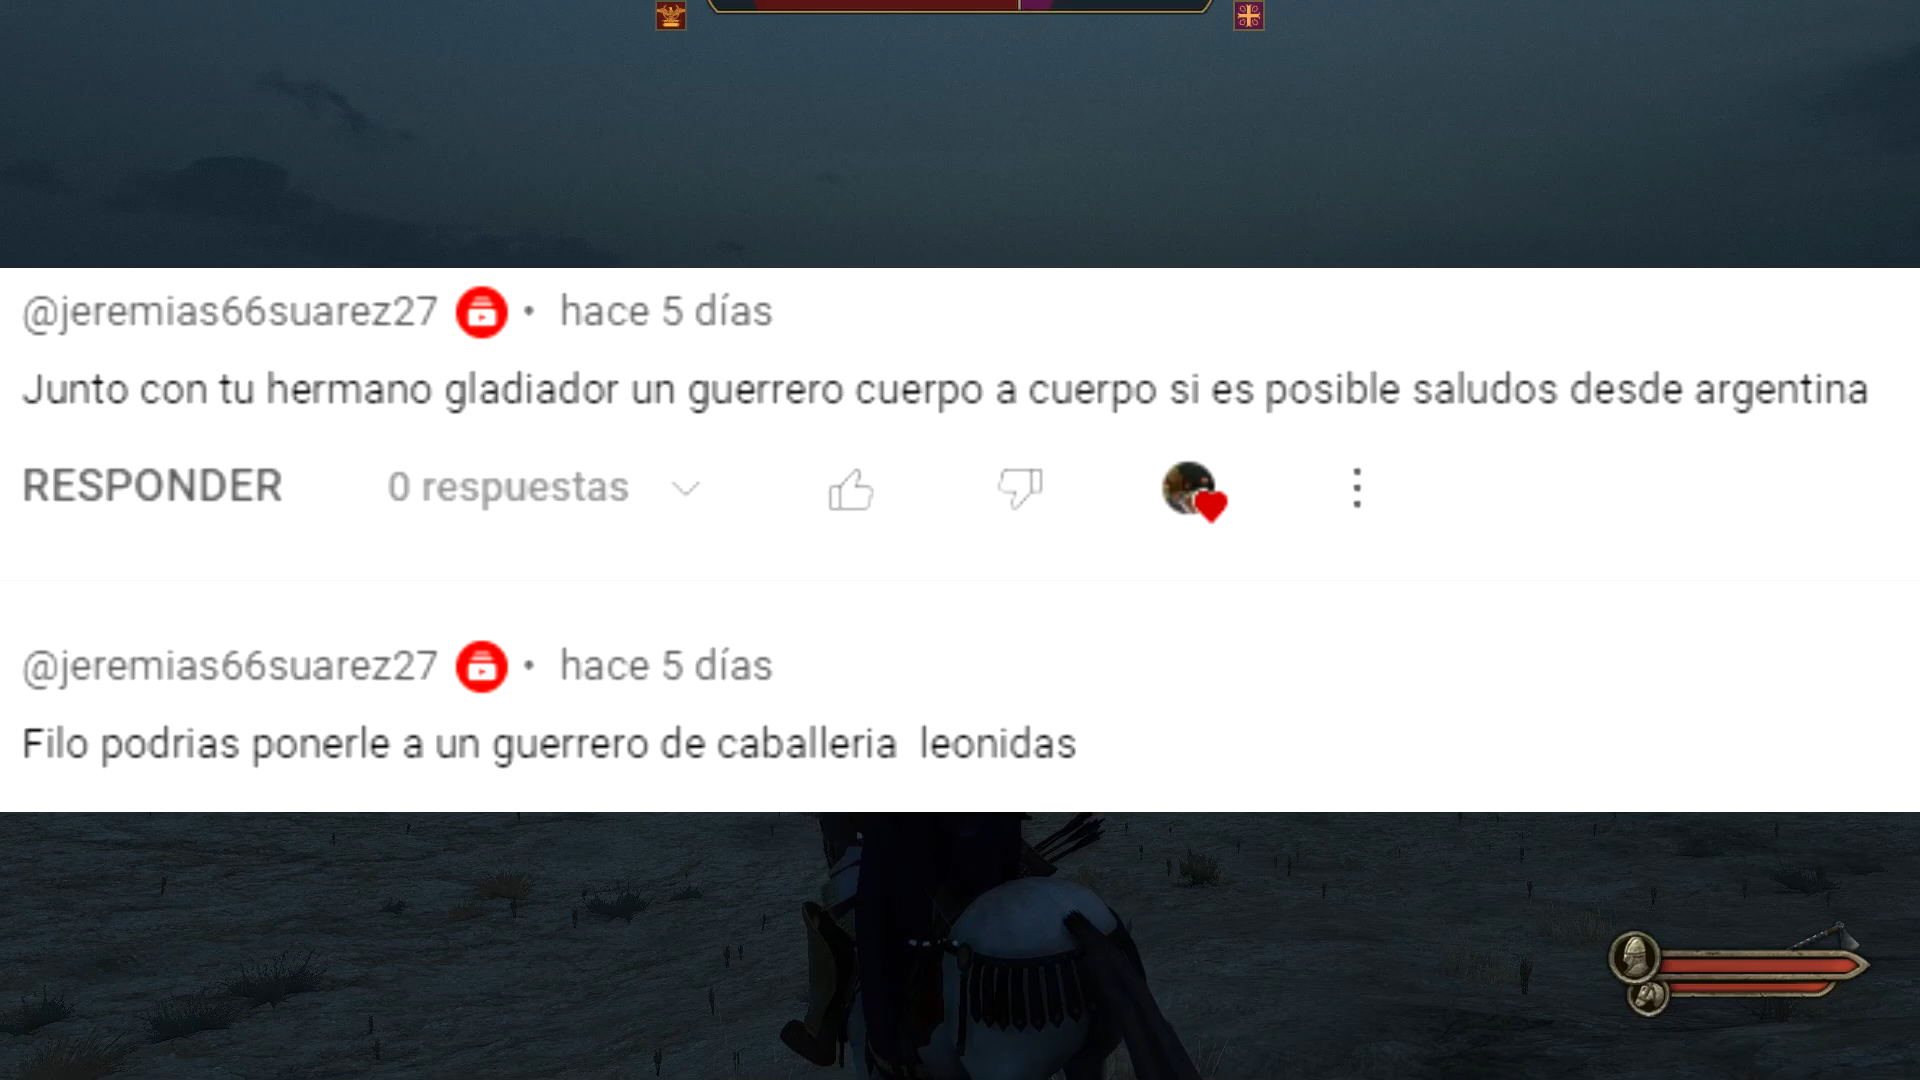 @jeremias66suarez27 • hace 5 días
Junto con tu hermano gladiador un guerrero cuerpo a cuerpo si es posible saludos desde argentina
RESPONDER 0 respuestas
@jeremias66suarez27 • hace 5 días
Filo podrias ponerle a un guerrero de caballeria leonidas